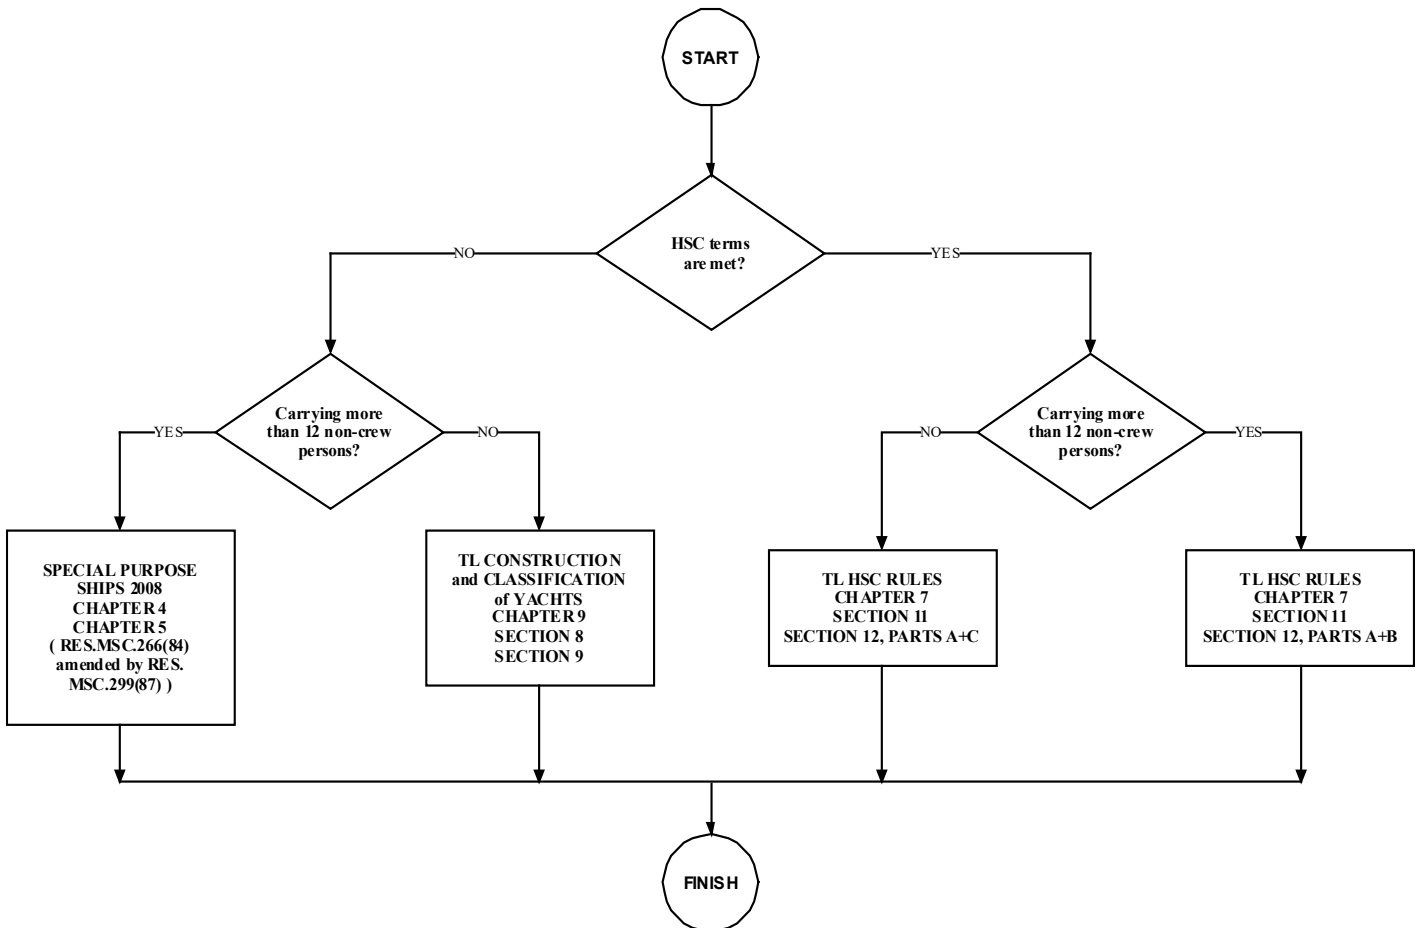 START
HSC terms
are met?
NO
YES
Carrying more
than 12 non-crew
persons?
YES
NO
Carrying more
than 12 non-crew
persons?
NO
YES
SPECIAL PURPOSE
SHIPS 2008
CHAPTER 4
CHAPTER 5
( RES.MSC.266(84)
amended by RES.
MSC.299(87) )
TL CONSTRUCTION
and CLASSIFICATION
of YACHTS
CHAPTER 9
SECTION 8
SECTION 9
TL HSC RULES
CHAPTER 7
SECTION 11
SECTION 12, PARTS A+C
TL HSC RULES
CHAPTER 7
SECTION 11
SECTION 12, PARTS A+B
FINISH